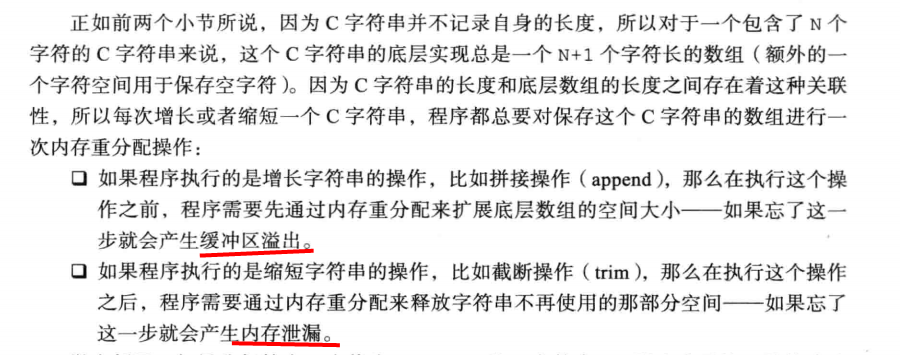 正如前两个小节所说，因为 C 字符串并不记录自身的长度，所以对于一个包含了 N 个
字符的 C 字符串来说，这个 C 字符串的底层实现总是一个 N+1 个字符长的数组（额外的一
个字符空间用于保存空字符）。因为 C 字符串的长度和底层数组的长度之间存在着这种关联
性，所以每次增长或者缩短一个 C 字符串，程序都总要对保存这个 C 字符串的数组进行一
次内存重分配操作：
❑ 如果程序执行的是增长字符串的操作，比如拼接操作（append），那么在执行这个操
作之前，程序需要先通过内存重分配来扩展底层数组的空间大小——如果忘了这一
步就会产生缓冲区溢出。
❑ 如果程序执行的是缩短字符串的操作，比如截断操作（trim），那么在执行这个操作
之后，程序需要通过内存重分配来释放字符串不再使用的那部分空间——如果忘了
这一步就会产生内存泄漏。